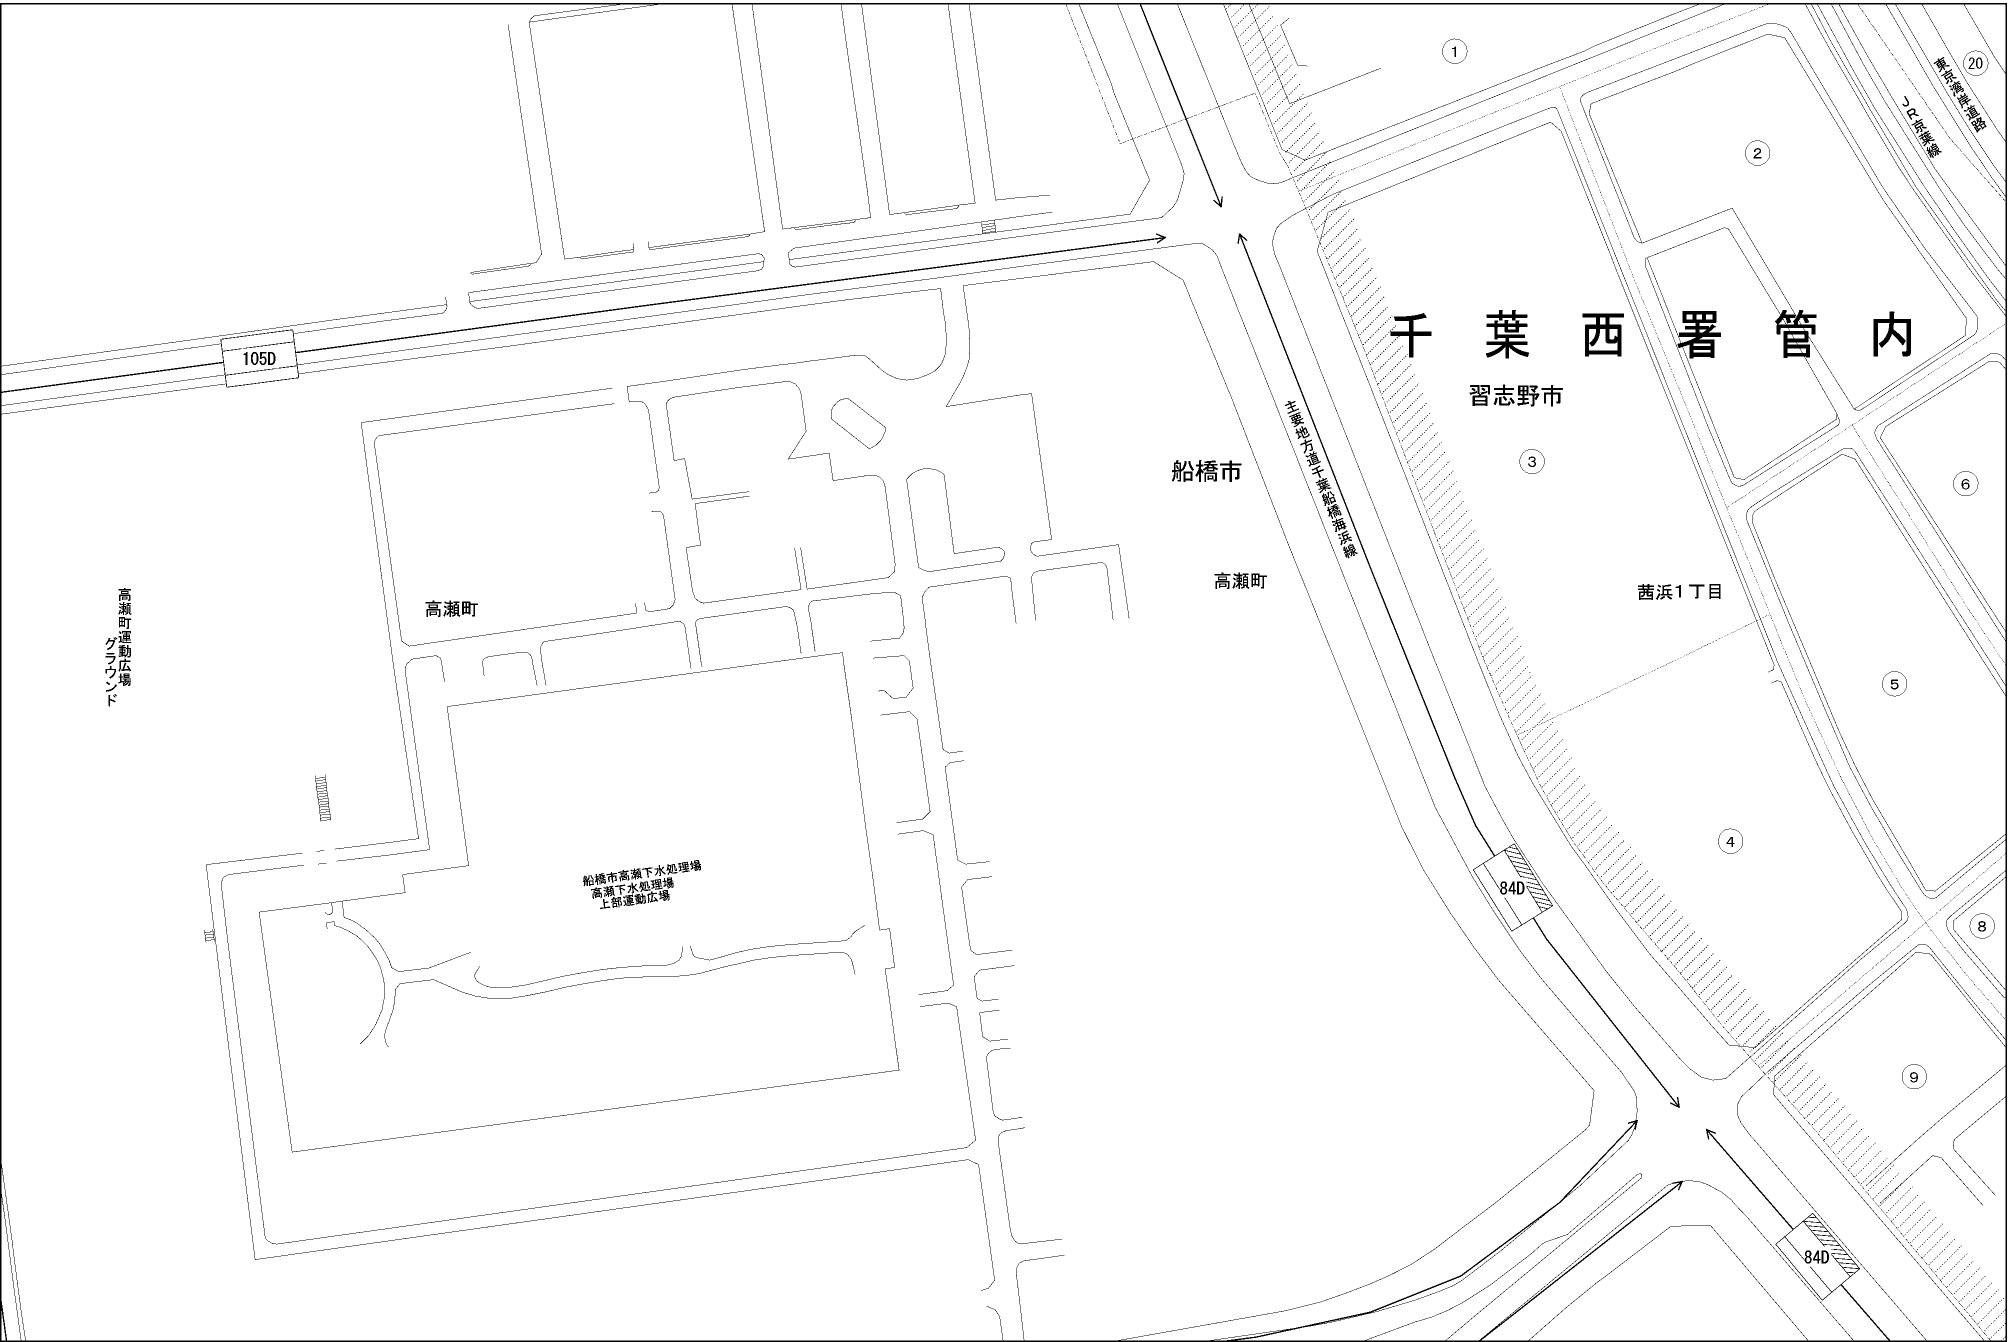 ①
⑳
東京湾岸道路
JR京葉線
②
千葉西署管内
105D
習志野市
主要地方道千葉船橋海浜線
船橋市
③
⑥
高瀬町
高瀬町
茜浜1丁目
高瀬町運動広場
グラウンド
⑤
④
船橋市高瀬下水処理場
高瀬下水処理場
上部運動広場
84D
⑧
⑨
84D